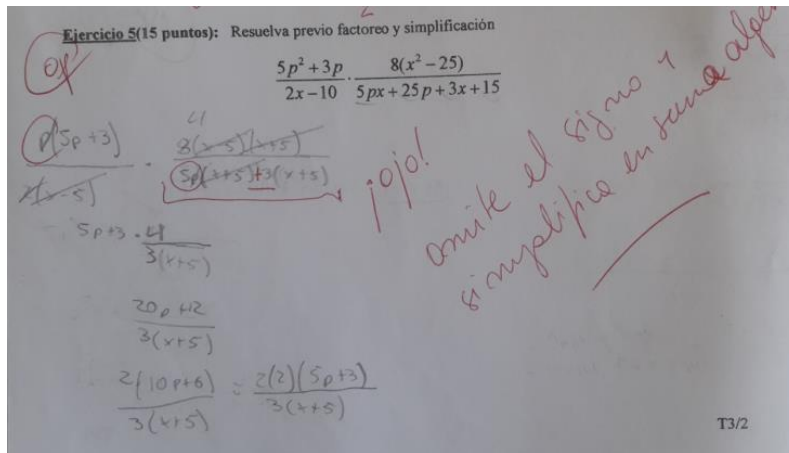 Ejercicio 5(15 puntos): Resuelva previo factoreo y simplificación
5p² + 3p / 2x − 10 · 8(x² − 25) / 5px + 25p + 3x + 15
4
p(5p+3) / 2(x-5) · 8(x-5)(x+5) / 5p(x+5)+3(x+5)
¡ojo!
omite el signo y
simplifica en suma
5p+3 · 4 / 3(x+5)
20p+12 / 3(x+5)
2(10p+6) / 3(x+5) = 2(2)(5p+3) / 3(x+5)
T3/2